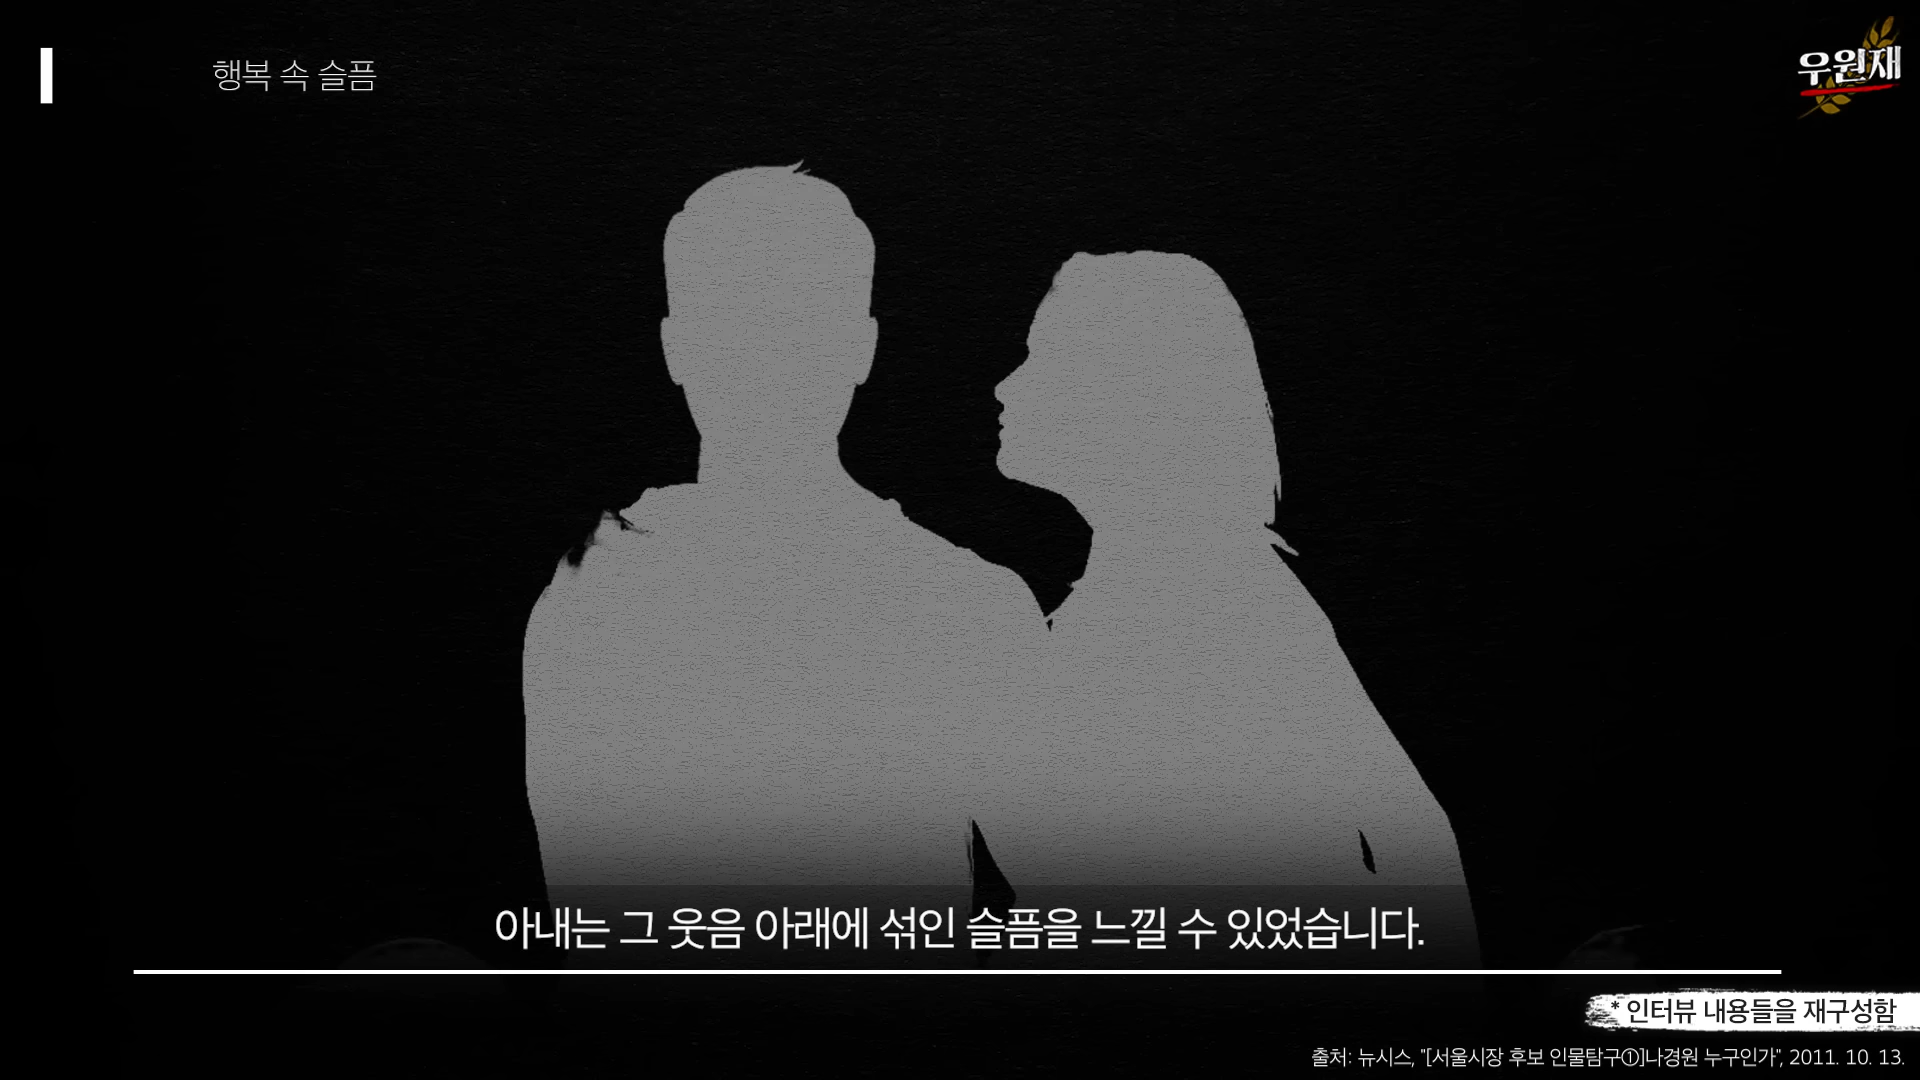 행복 속 슬픔
우원재
아내는 그 웃음 아래에 섞인 슬픔을 느낄 수 있었습니다.
* 인터뷰 내용들을 재구성함
출처: 뉴시스, "[서울시장 후보 인물탐구①]나경원 누구인가", 2011. 10. 13.